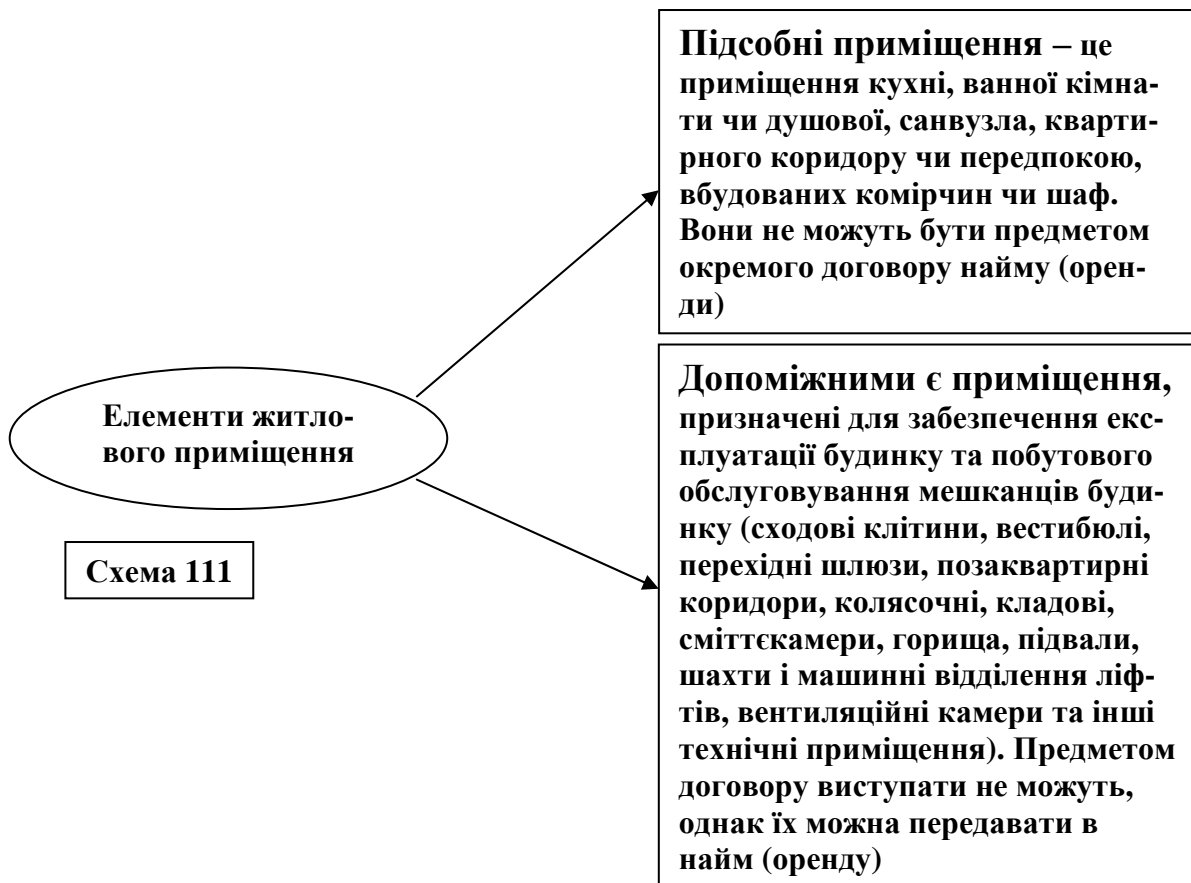 Підсобні приміщення – це
приміщення кухні, ванної кімна-
ти чи душової, санвузла, кварти-
рного коридору чи передпокою,
вбудованих комірчин чи шаф.
Вони не можуть бути предметом
окремого договору найму (орен-
ди)
Елементи житло-
вого приміщення
Схема 111
Допоміжними є приміщення,
призначені для забезпечення екс-
плуатації будинку та побутового
обслуговування мешканців буди-
нку (сходові клітини, вестибюлі,
перехідні шлюзи, позаквартирні
коридори, колясочні, кладові,
сміттєкамери, горища, підвали,
шахти і машинні відділення ліф-
тів, вентиляційні камери та інші
технічні приміщення). Предметом
договору виступати не можуть,
однак їх можна передавати в
найм (оренду)